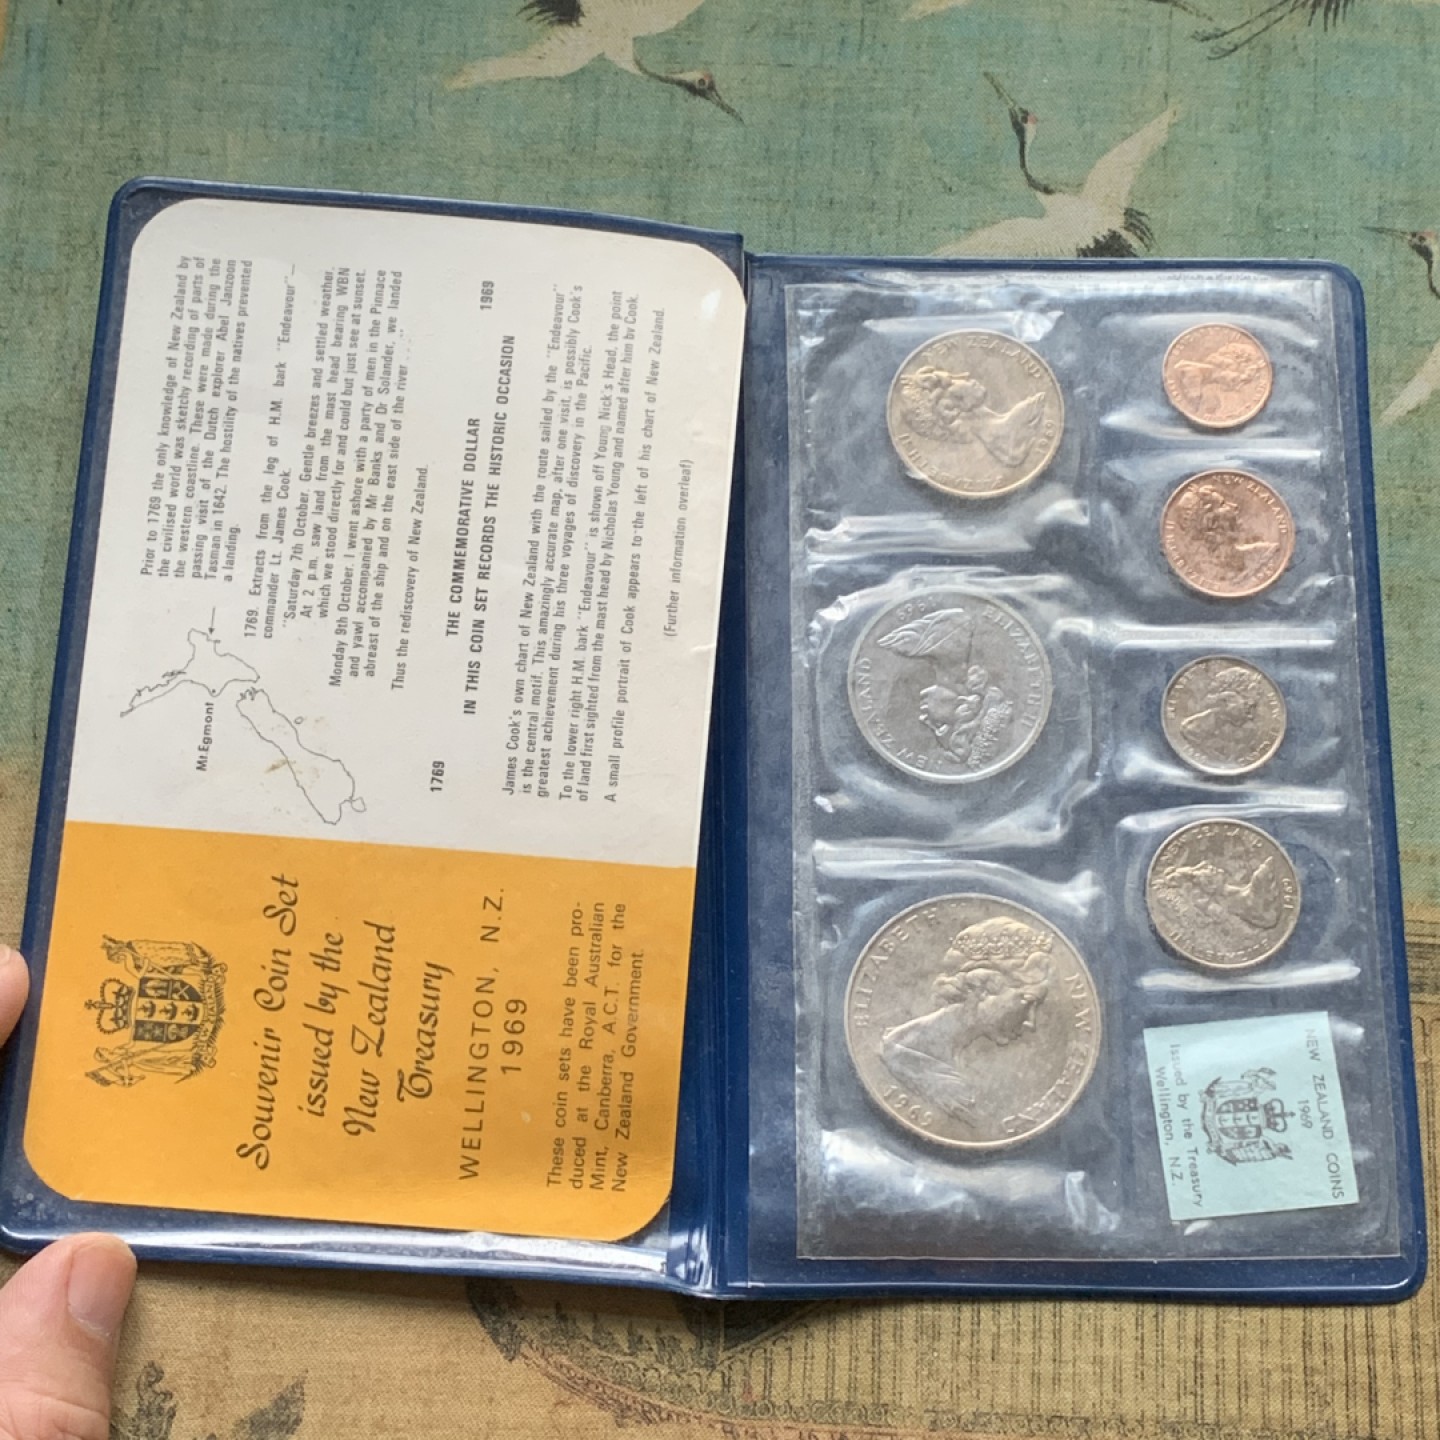 Prior to 1769 the only knowledge of New Zealand by
the civilised world was sketchy recording of parts of
the western coastline. These were made during the
passing visit of the Dutch explorer Abel Janzoon
Tasman in 1642. The hostility of the natives prevented
a landing.
1769. Extracts from the log of H.M. bark "Endeavour"—
commander Lt. James Cook.
"Saturday 7th October. Gentle breezes and settled weather.
At 2 p.m. saw land from the mast head bearing WBN
which we stood directly for and could but just see at sunset.
Monday 9th October. I went ashore with a party of men in the Pinnace
and yawl accompanied by Mr Banks and Dr Solander, we landed
abreast of the ship and on the east side of the river
Thus the rediscovery of New Zealand.
Mt.Egmont
1769 THE COMMEMORATIVE DOLLAR 1969
IN THIS COIN SET RECORDS THE HISTORIC OCCASION
James Cook's own chart of New Zealand with the route sailed by the "Endeavour"
is the central motif. This amazingly accurate map, after one visit, is possibly Cook's
greatest achievement during his three voyages of discovery in the Pacific.
To the lower right H.M. bark "Endeavour" is shown off Young Nick's Head, the point
of land first sighted from the mast head by Nicholas Young and named after him by Cook.
A small profile portrait of Cook appears to the left of his chart of New Zealand.
(Further information overleaf)
Souvenir Coin Set
issued by the
New Zealand
Treasury
WELLINGTON, N.Z.
1969
These coin sets have been pro-
duced at the Royal Australian
Mint, Canberra, A.C.T. for the
New Zealand Government.
NEW ZEALAND
1969
NEW ZEALAND
NEW ZEALAND 1969
ELIZABETH II NEW ZEALAND 1969
NEW ZEALAND
1969
NEW ZEALAND COINS
1969
Issued by the Treasury
Wellington, N.Z.